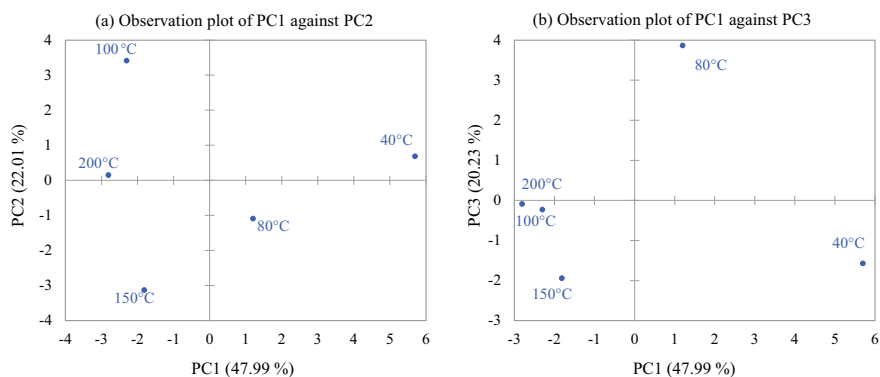 (a) Observation plot of PC1 against PC2
4
3
2
1
0
-1
-2
-3
-4
PC2 (22.01 %)
100°C
40°C
200°C
80°C
150°C
-4 -3 -2 -1 0 1 2 3 4 5 6
PC1 (47.99 %)
(b) Observation plot of PC1 against PC3
4
3
2
1
0
-1
-2
-3
PC3 (20.23 %)
80°C
200°C
100°C
40°C
150°C
-3 -2 -1 0 1 2 3 4 5 6
PC1 (47.99 %)